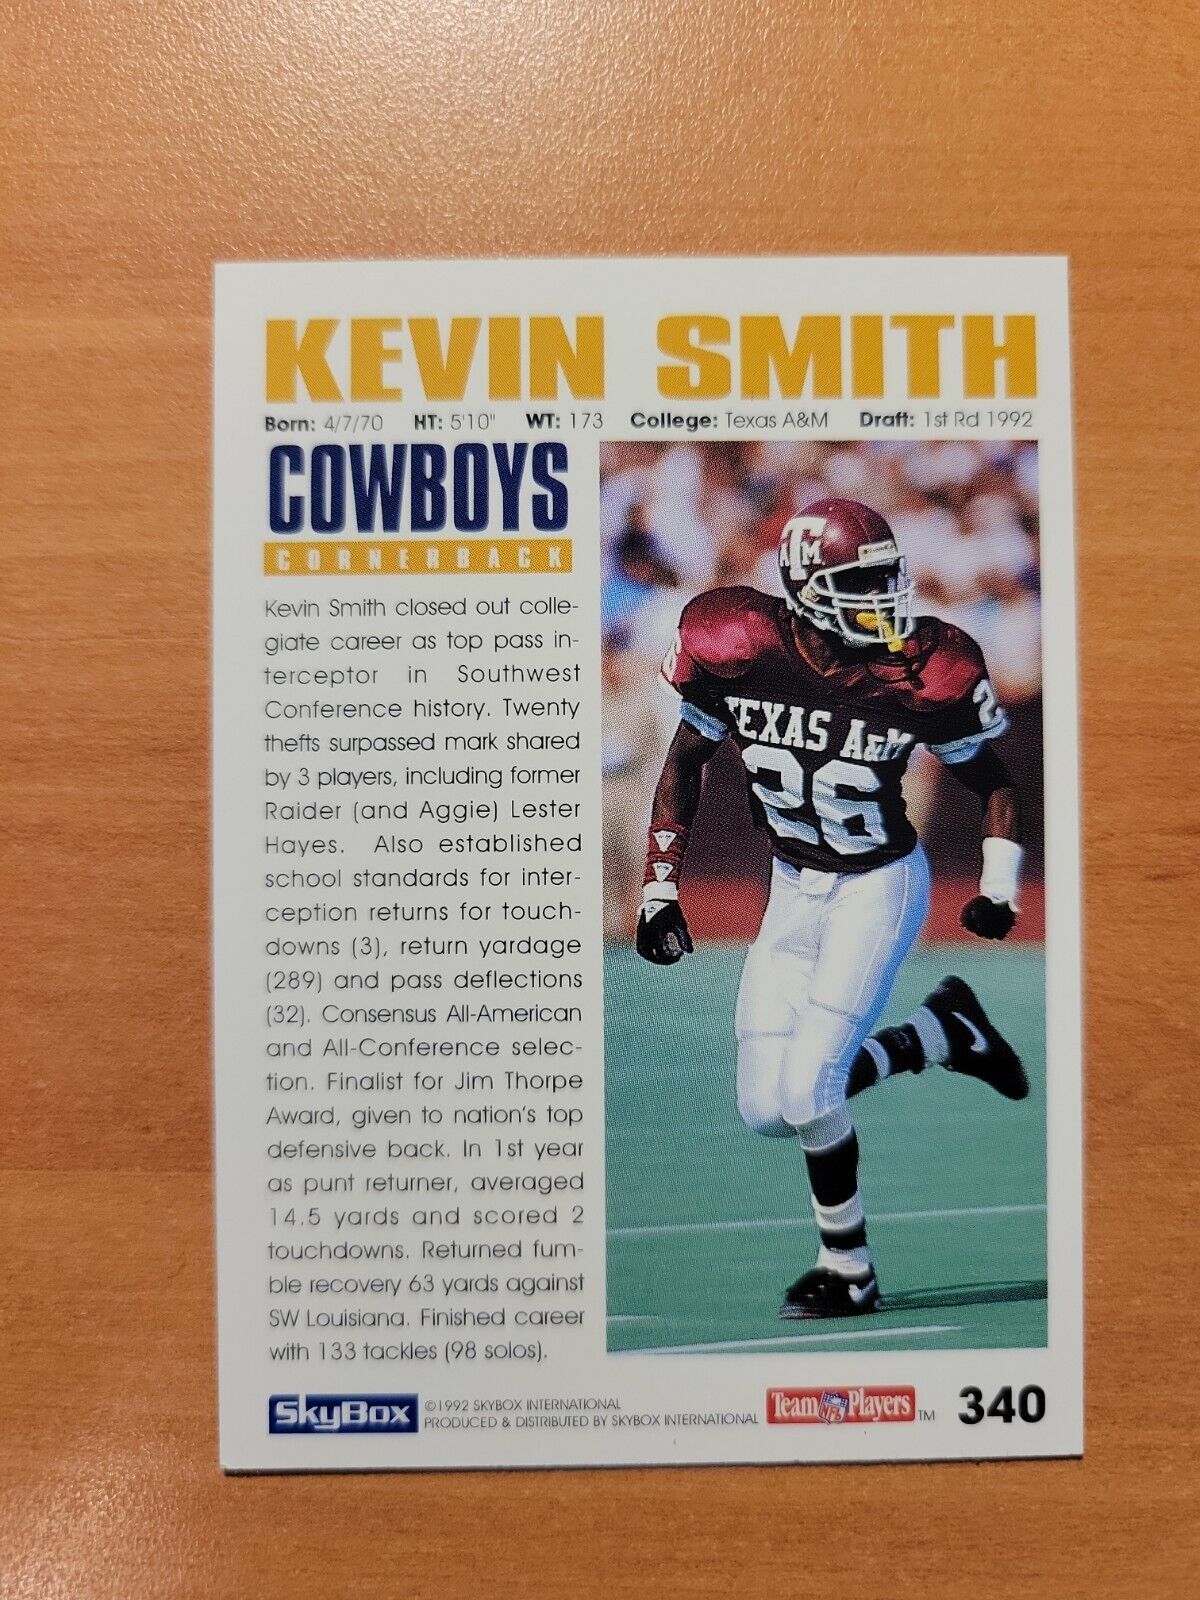 KEVIN SMITH
Born: 4/7/70 HT: 5'10" WT: 173 College: Texas A&M Draft: 1st Rd 1992
COWBOYS
CORNERBACK
Kevin Smith closed out colle-
giate career as top pass in-
terceptor in Southwest
Conference history. Twenty
thefts surpassed mark shared
by 3 players, including former
Raider (and Aggie) Lester
Hayes. Also established
school standards for inter-
ception returns for touch-
downs (3), return yardage
(289) and pass deflections
(32). Consensus All-American
and All-Conference selec-
tion. Finalist for Jim Thorpe
Award, given to nation's top
defensive back. In 1st year
as punt returner, averaged
14.5 yards and scored 2
touchdowns. Returned fum-
ble recovery 63 yards against
SW Louisiana. Finished career
with 133 tackles (98 solos).
ATM
26
2
TEXAS A&M
26
SkyBox
©1992 SKYBOX INTERNATIONAL
PRODUCED & DISTRIBUTED BY SKYBOX INTERNATIONAL
Team NFL Players™
340